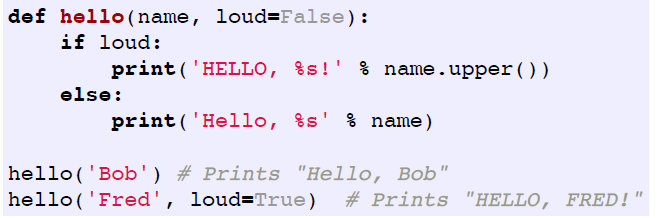 def hello(name, loud=False):
    if loud:
        print('HELLO, %s!' % name.upper())
    else:
        print('Hello, %s' % name)

hello('Bob') # Prints "Hello, Bob"
hello('Fred', loud=True)  # Prints "HELLO, FRED!"